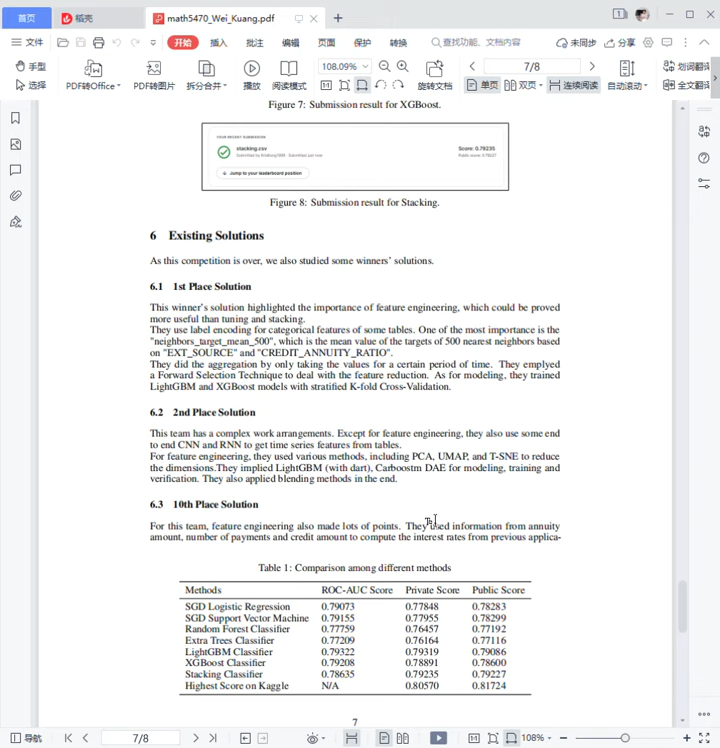 首页
稻壳
math5470_Wei_Kuang.pdf
文件
开始
插入
批注
编辑
页面
保护
转换
查找功能、文档内容
未同步
分享
手型
选择
PDF转Office
PDF转图片
拆分合并
播放
阅读模式
108.09%
旋转文档
7/8
单页
双页
连续阅读
自动滚动
划词翻译
全文翻译
Figure 7: Submission result for XGBoost.
YOUR RECENT SUBMISSION
stacking.csv
Score: 0.79235
Public score: 0.79227
Jump to your leaderboard position
Figure 8: Submission result for Stacking.
6 Existing Solutions
As this competition is over, we also studied some winners' solutions.
6.1 1st Place Solution
This winner's solution highlighted the importance of feature engineering, which could be proved
more useful than tuning and stacking.
They use label encoding for categorical features of some tables. One of the most importance is the
"neighbors_target_mean_500", which is the mean value of the targets of 500 nearest neighbors based
on "EXT_SOURCE" and "CREDIT_ANNUITY_RATIO".
They did the aggregation by only taking the values for a certain period of time. They emplyed
a Forward Selection Technique to deal with the feature reduction. As for modeling, they trained
LightGBM and XGBoost models with stratified K-fold Cross-Validation.
6.2 2nd Place Solution
This team has a complex work arrangements. Except for feature engineering, they also use some end
to end CNN and RNN to get time series features from tables.
For feature engineering, they used various methods, including PCA, UMAP, and T-SNE to reduce
the dimensions.They implied LightGBM (with dart), Carboostm DAE for modeling, training and
verification. They also applied blending methods in the end.
6.3 10th Place Solution
For this team, feature engineering also made lots of points. They used information from annuity
amount, number of payments and credit amount to compute the interest rates from previous applica-
Table 1: Comparison among different methods
Methods ROC-AUC Score Private Score Public Score
SGD Logistic Regression 0.79073 0.77848 0.78283
SGD Support Vector Machine 0.79155 0.77955 0.78299
Random Forest Classifier 0.77759 0.76457 0.77192
Extra Trees Classifier 0.77209 0.76164 0.77116
LightGBM Classifier 0.79322 0.79319 0.79086
XGBoost Classifier 0.79208 0.78891 0.78600
Stacking Classifier 0.78635 0.79235 0.79227
Highest Score on Kaggle N/A 0.80570 0.81724
7
导航
7/8
108%